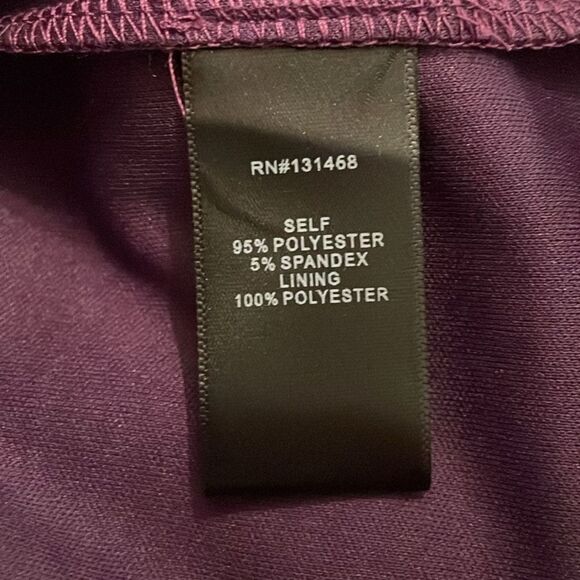 RN#131468
SELF
95% POLYESTER
5% SPANDEX
LINING
100% POLYESTER